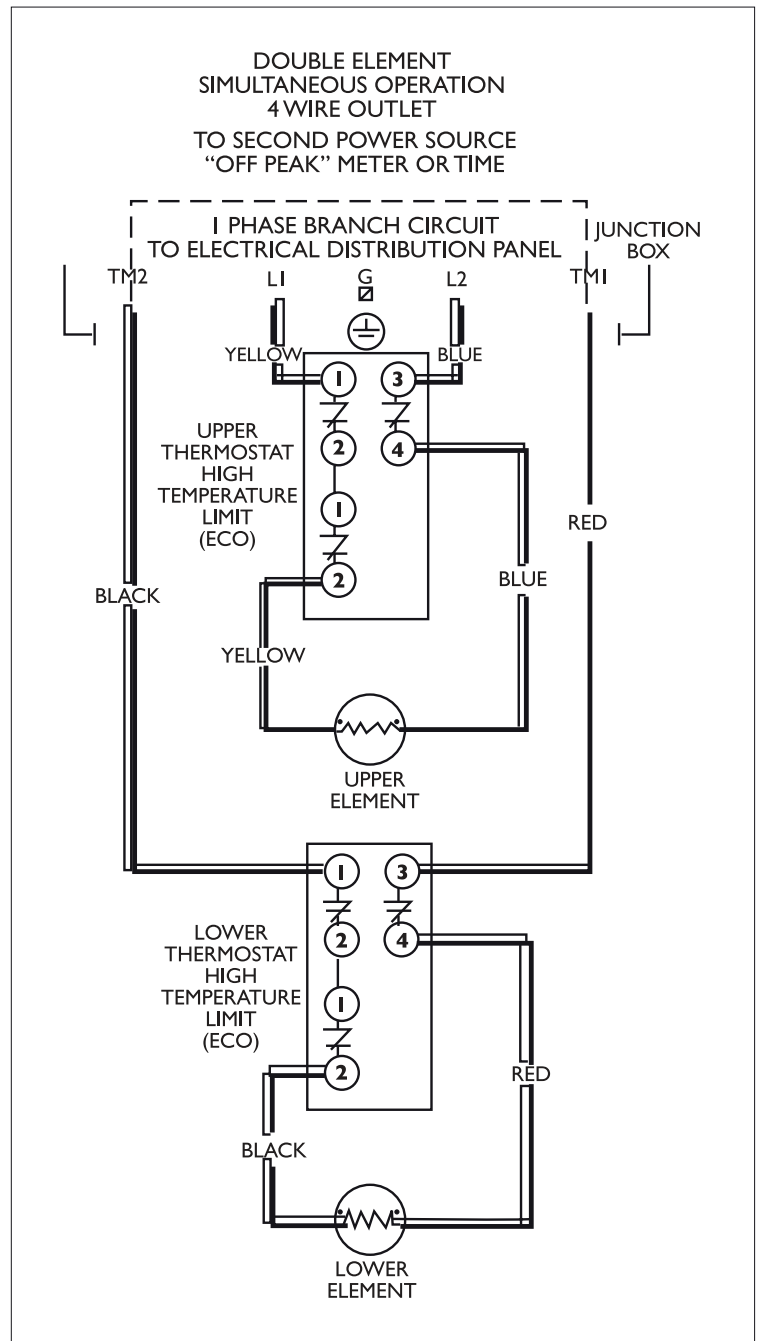 DOUBLE ELEMENT
SIMULTANEOUS OPERATION
4 WIRE OUTLET
TO SECOND POWER SOURCE
“OFF PEAK” METER OR TIME
1 PHASE BRANCH CIRCUIT
TO ELECTRICAL DISTRIBUTION PANEL
JUNCTION
BOX
TM2
L1
G
L2
TM1
YELLOW
BLUE
1
3
UPPER
THERMOSTAT
HIGH
TEMPERATURE
LIMIT
(ECO)
2
4
1
2
RED
BLUE
BLACK
YELLOW
UPPER
ELEMENT
1
3
LOWER
THERMOSTAT
HIGH
TEMPERATURE
LIMIT
(ECO)
2
4
1
2
RED
BLACK
LOWER
ELEMENT